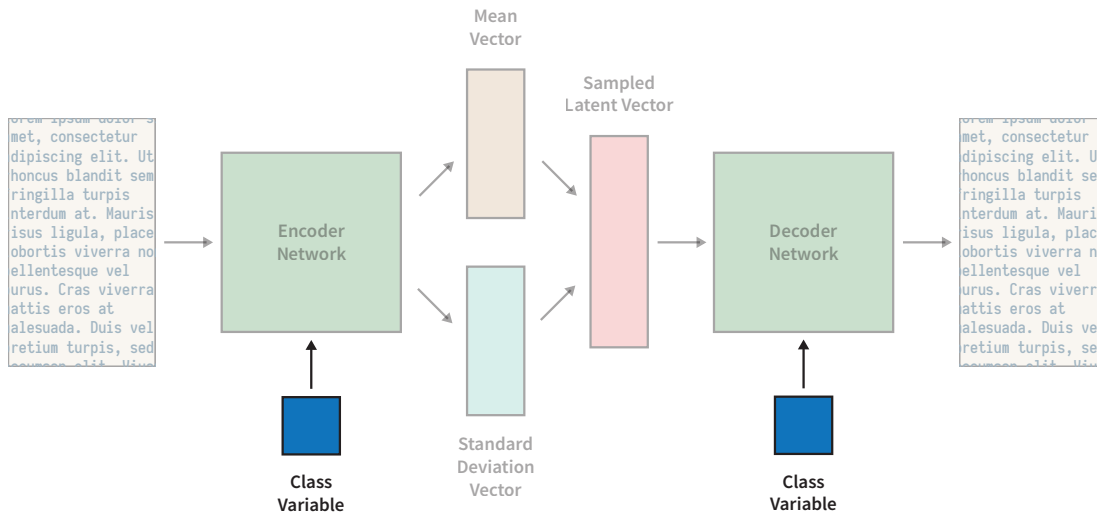 Mean
Vector
Sampled
Latent Vector
met, consectetur
dipiscing elit. Ut
honcus blandit sem
ringilla turpis
nterdum at. Mauris
isus ligula, place
obortis viverra no
ellentesque vel
urus. Cras viverra
attis eros at
alesuada. Duis vel
retium turpis, sed
Encoder
Network
Decoder
Network
met, consectetur
dipiscing elit. U
honcus blandit se
ringilla turpis
nterdum at. Mauri
isus ligula, plac
obortis viverra n
ellentesque vel
urus. Cras viverr
attis eros at
alesuada. Duis ve
retium turpis, se
Standard
Deviation
Vector
Class
Variable
Class
Variable